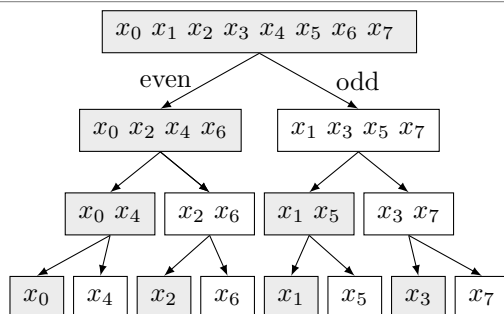 x₀ x₁ x₂ x₃ x₄ x₅ x₆ x₇
even odd
x₀ x₂ x₄ x₆ x₁ x₃ x₅ x₇
x₀ x₄ x₂ x₆ x₁ x₅ x₃ x₇
x₀ x₄ x₂ x₆ x₁ x₅ x₃ x₇